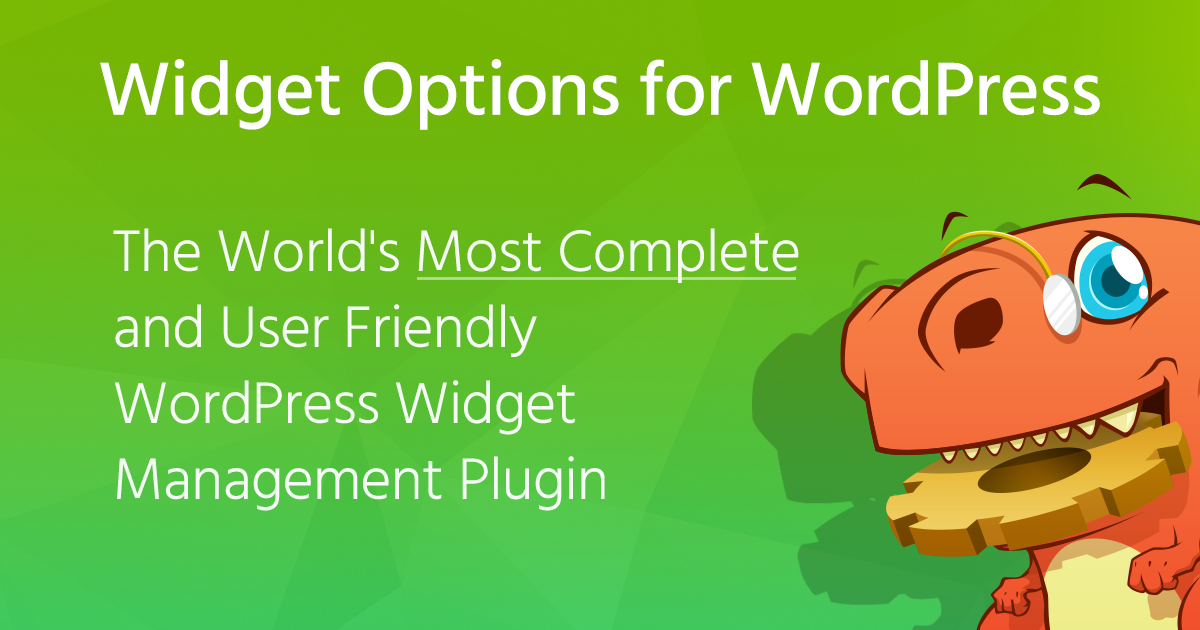 Widget Options for WordPress
The World's Most Complete
and User Friendly
WordPress Widget
Management Plugin